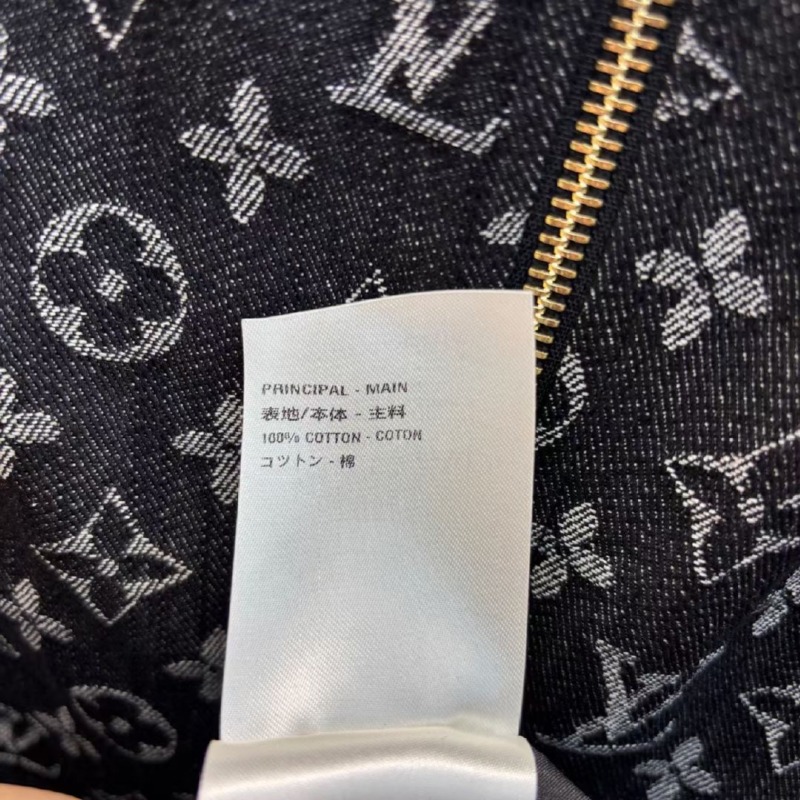 PRINCIPAL - MAIN
表地/本体 - 主料
100% COTTON - COTON
コットン - 棉